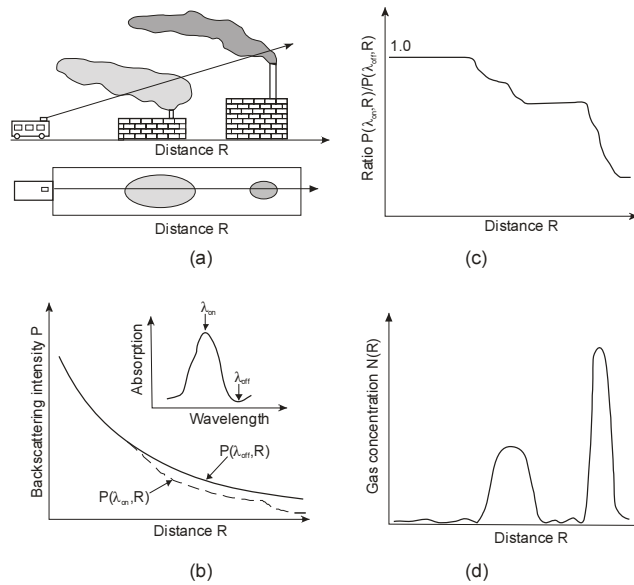 Distance R
Distance R
(a)
1.0
Ratio P(λon,R)/P(λoff,R)
Distance R
(c)
Backscattering intensity P
Absorption
λon
λoff
Wavelength
P(λoff,R)
P(λon,R)
Distance R
(b)
Gas concentration N(R)
Distance R
(d)